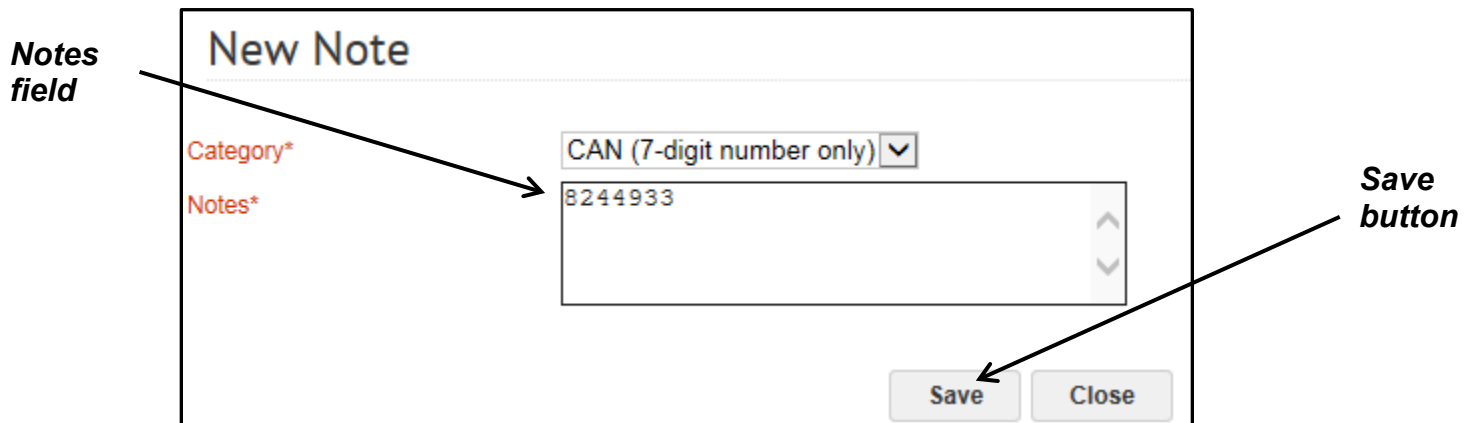 Notes
field
New Note
Category*
CAN (7-digit number only)
Notes*
8244933
Save
button
Save
Close